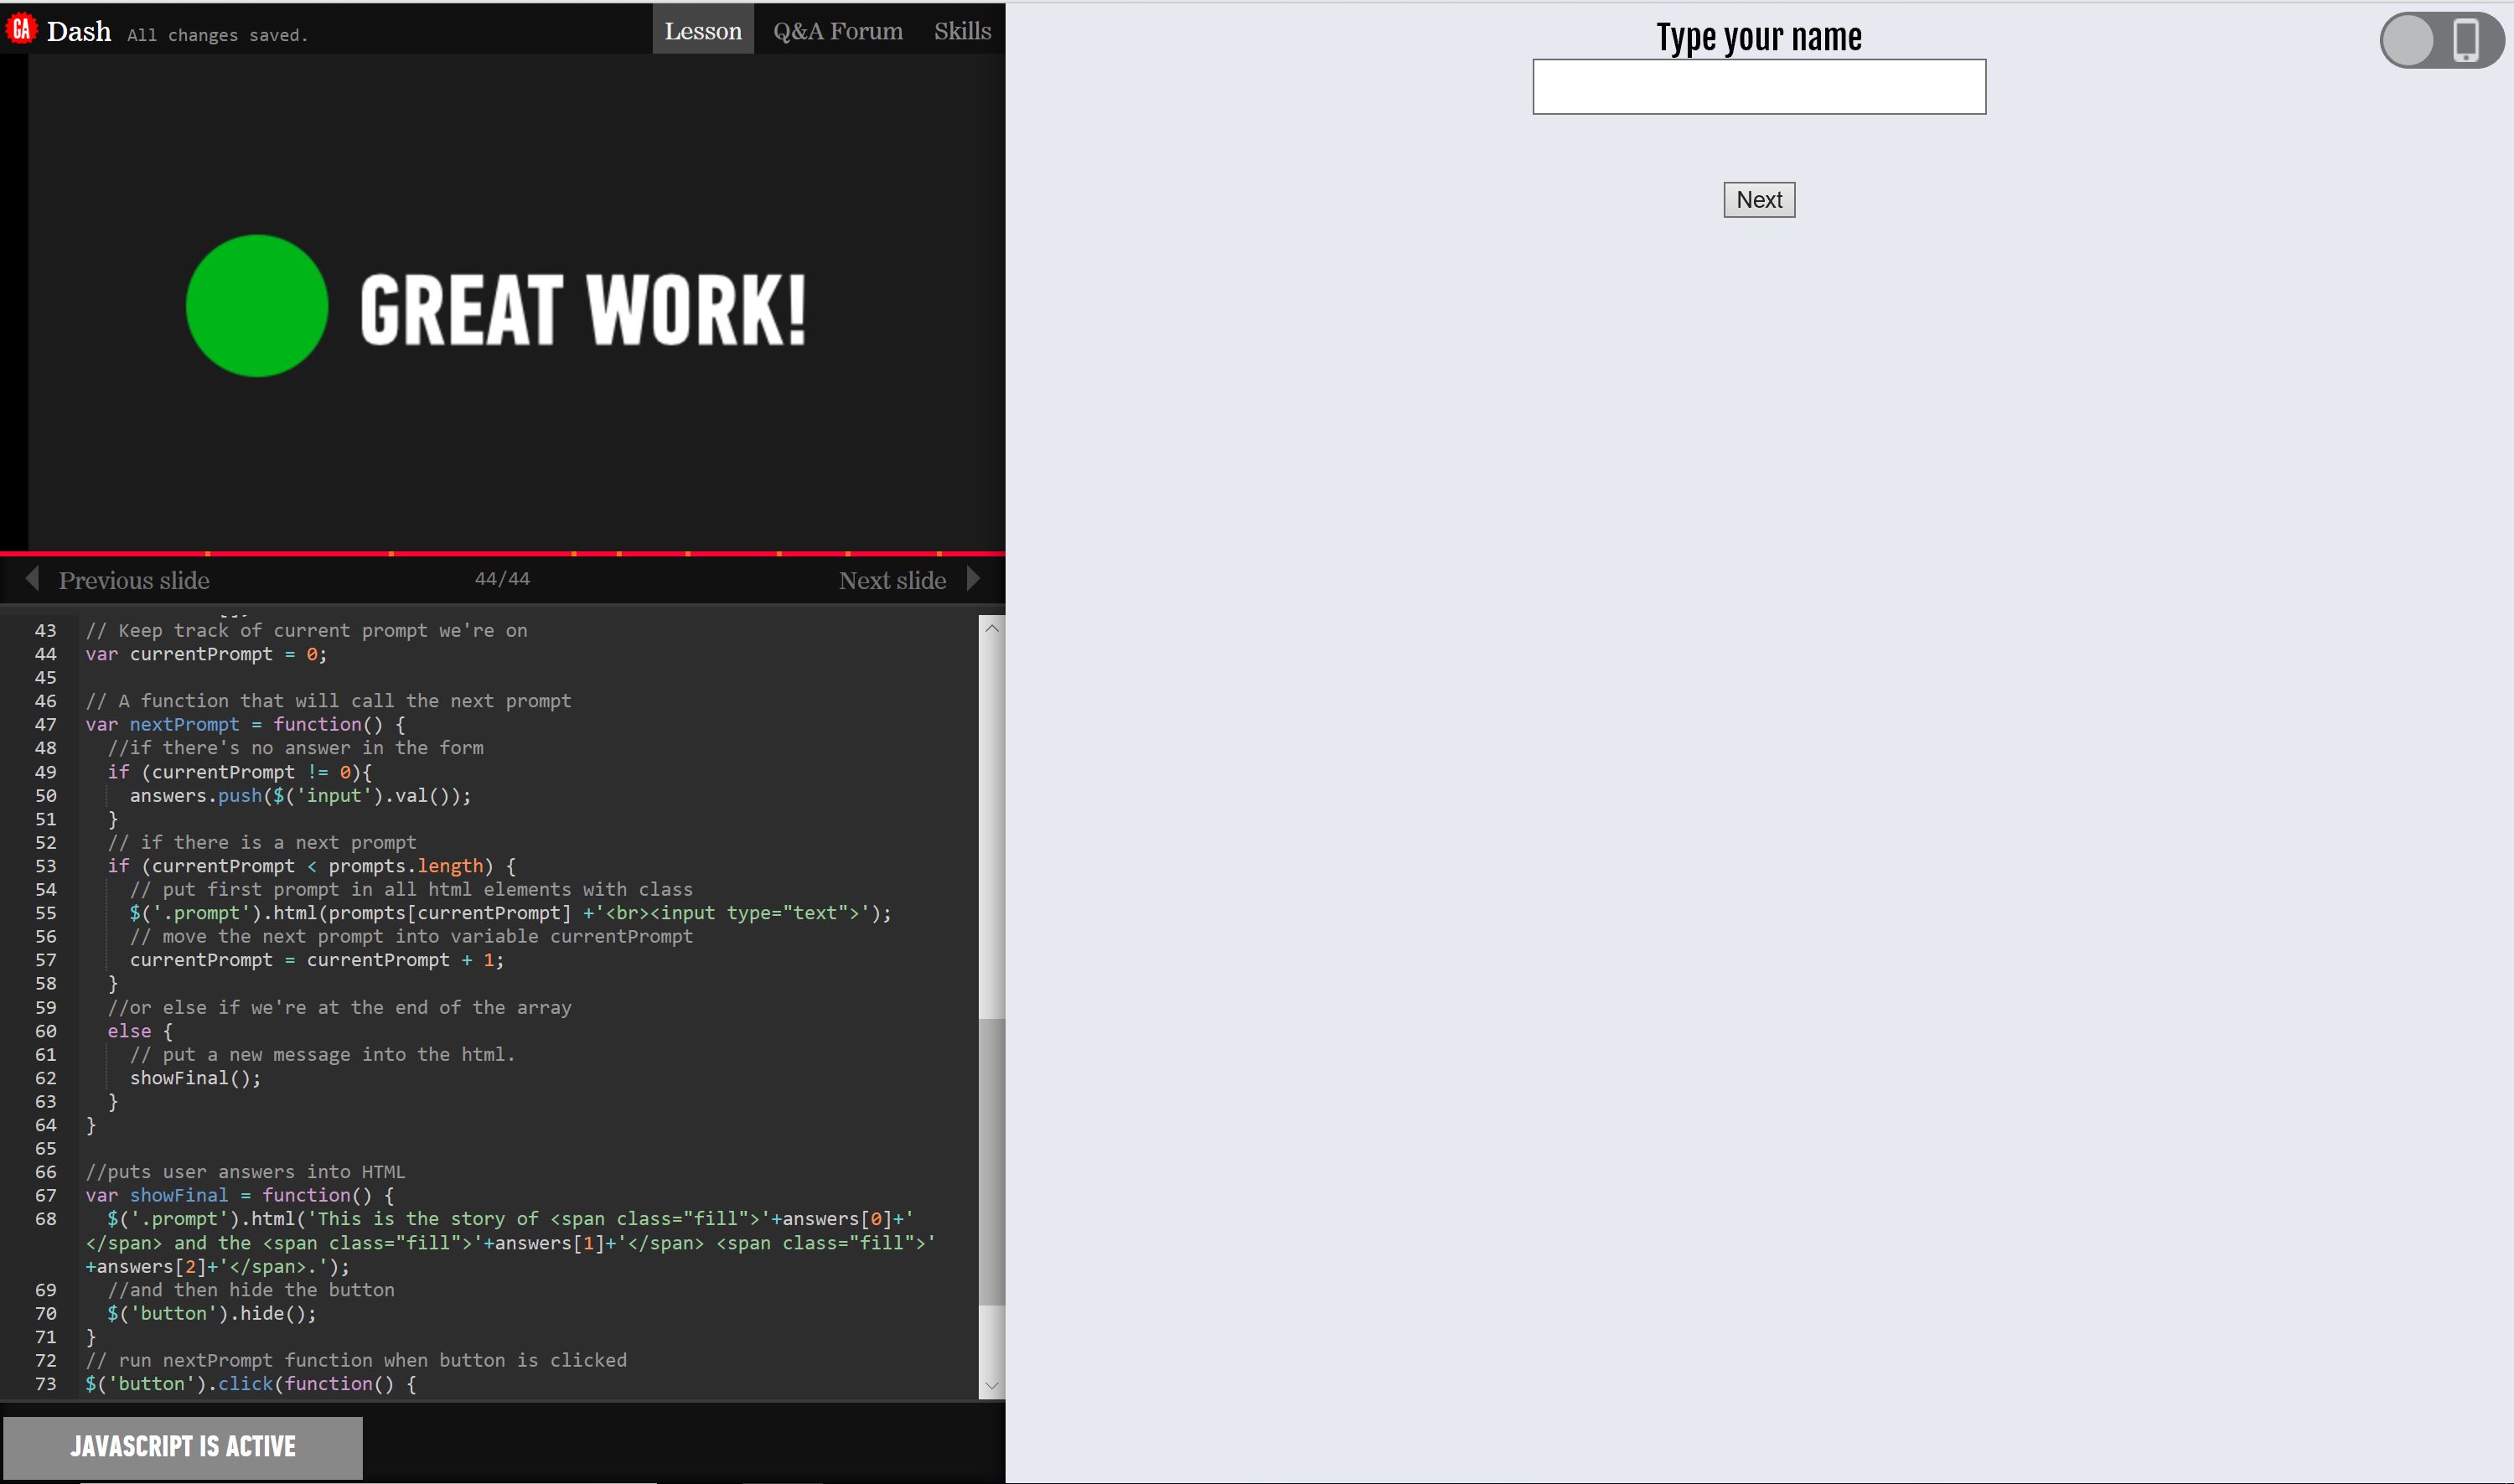 GA Dash All changes saved. Lesson Q&A Forum Skills
GREAT WORK!
Previous slide 44/44 Next slide
43 // Keep track of current prompt we're on
44 var currentPrompt = 0;
45
46 // A function that will call the next prompt
47 var nextPrompt = function() {
48 //if there's no answer in the form
49 if (currentPrompt != 0){
50 answers.push($('input').val());
51 }
52 // if there is a next prompt
53 if (currentPrompt < prompts.length) {
54 // put first prompt in all html elements with class
55 $('.prompt').html(prompts[currentPrompt] +'<br><input type="text">');
56 // move the next prompt into variable currentPrompt
57 currentPrompt = currentPrompt + 1;
58 }
59 //or else if we're at the end of the array
60 else {
61 // put a new message into the html.
62 showFinal();
63 }
64 }
65
66 //puts user answers into HTML
67 var showFinal = function() {
68 $('.prompt').html('This is the story of <span class="fill">'+answers[0]+'
</span> and the <span class="fill">'+answers[1]+'</span> <span class="fill">'
+answers[2]+'</span>.');
69 //and then hide the button
70 $('button').hide();
71 }
72 // run nextPrompt function when button is clicked
73 $('button').click(function() {
JAVASCRIPT IS ACTIVE
Type your name
Next